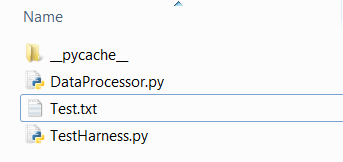 Name
__pycache__
DataProcessor.py
Test.txt
TestHarness.py